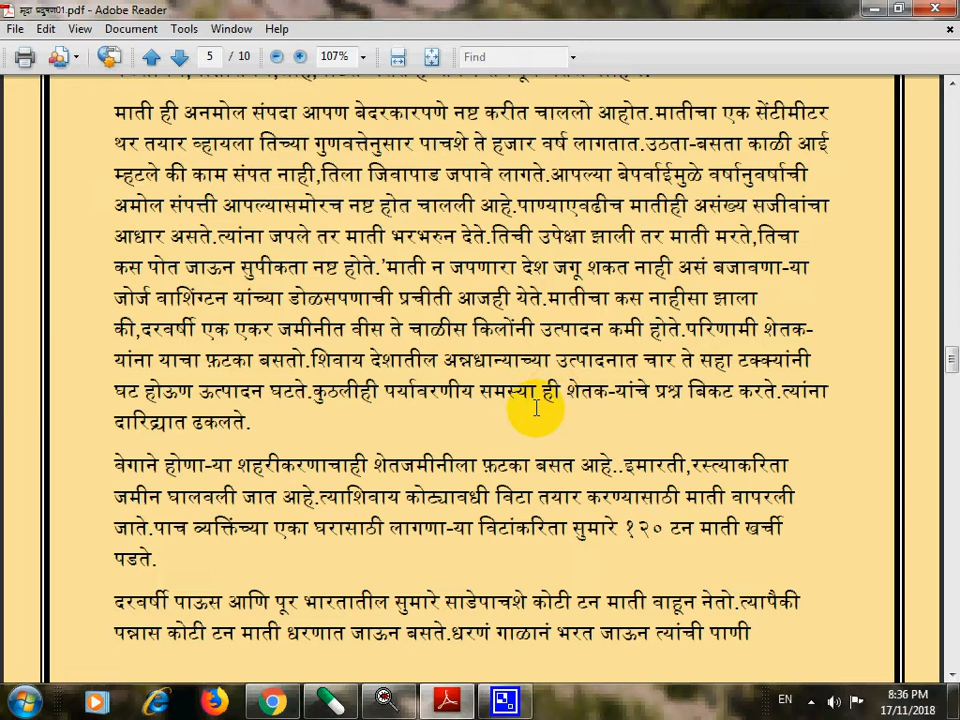 मृदा प्रदूषण01.pdf - Adobe Reader
File Edit View Document Tools Window Help
5 / 10 107% Find
माती ही अनमोल संपदा आपण बेदरकारपणे नष्ट करीत चाललो आहोत.मातीचा एक सेंटीमीटर
थर तयार व्हायला तिच्या गुणवत्तेनुसार पाचशे ते हजार वर्ष लागतात.उठता-बसता काळी आई
म्हटले की काम संपत नाही,तिला जिवापाड जपावे लागते.आपल्या बेपर्वाईमुळे वर्षानुवर्षाची
अमोल संपत्ती आपल्यासमोरच नष्ट होत चालली आहे.पाण्याएवढीच मातीही असंख्य सजीवांचा
आधार असते.त्यांना जपले तर माती भरभरुन देते.तिची उपेक्षा झाली तर माती मरते,तिचा
कस पोत जाऊन सुपीकता नष्ट होते.'माती न जपणारा देश जगू शकत नाही असं बजावणा-या
जोर्ज वाशिंग्टन यांच्या डोळसपणाची प्रचीती आजही येते.मातीचा कस नाहीसा झाला
की,दरवर्षी एक एकर जमीनीत वीस ते चाळीस किलोंनी उत्पादन कमी होते.परिणामी शेतक-
यांना याचा फ़टका बसतो.शिवाय देशातील अन्नधान्याच्या उत्पादनात चार ते सहा टक्क्यांनी
घट होऊण ऊत्पादन घटते.कुठलीही पर्यावरणीय समस्या ही शेतक-यांचे प्रश्न बिकट करते.त्यांना
दारिद्र्यात ढकलते.
वेगाने होणा-या शहरीकरणाचाही शेतजमीनीला फ़टका बसत आहे..इमारती,रस्त्याकरिता
जमीन घालवली जात आहे.त्याशिवाय कोट्यावधी विटा तयार करण्यासाठी माती वापरली
जाते.पाच व्यक्तिंच्या एका घरासाठी लागणा-या विटांकरिता सुमारे १२० टन माती खर्ची
पडते.
दरवर्षी पाऊस आणि पूर भारतातील सुमारे साडेपाचशे कोटी टन माती वाहून नेतो.त्यापैकी
पन्नास कोटी टन माती धरणात जाऊन बसते.धरणं गाळानं भरत जाऊन त्यांची पाणी
EN 8:36 PM
17/11/2018